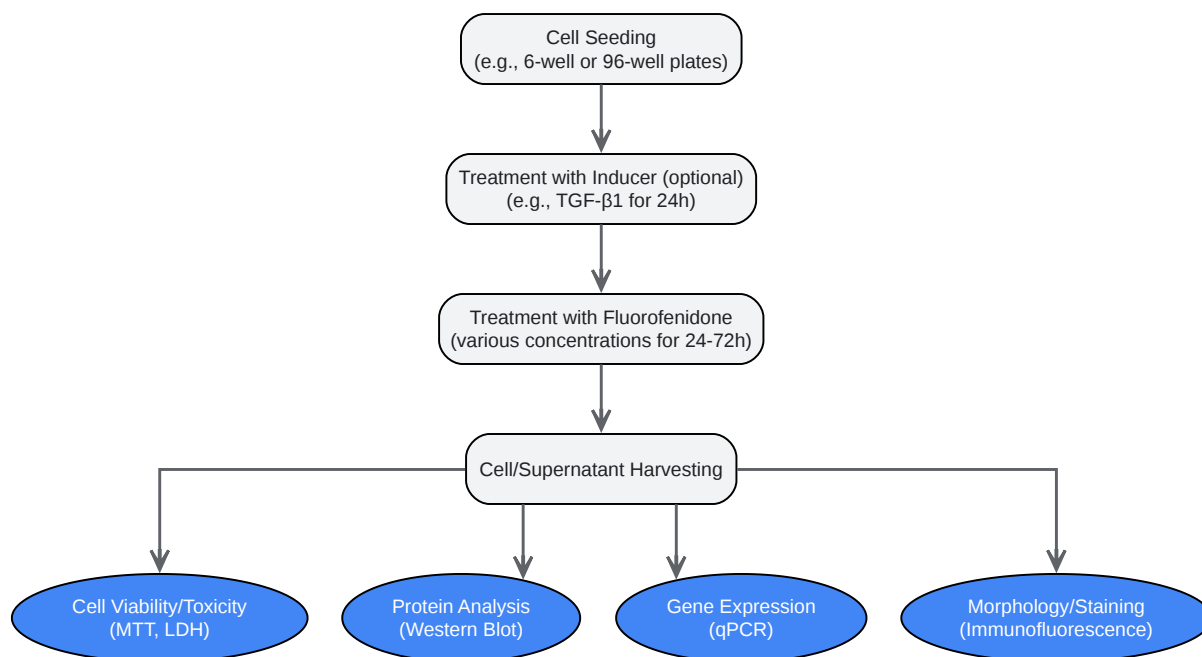 Cell Seeding
(e.g., 6-well or 96-well plates)
Treatment with Inducer (optional)
(e.g., TGF-β1 for 24h)
Treatment with Fluorofenidone
(various concentrations for 24-72h)
Cell/Supernatant Harvesting
Cell Viability/Toxicity
(MTT, LDH)
Protein Analysis
(Western Blot)
Gene Expression
(qPCR)
Morphology/Staining
(Immunofluorescence)